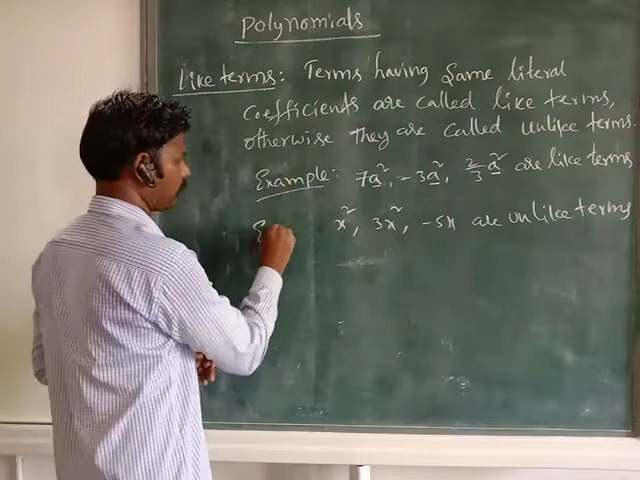 Polynomials
Like terms: Terms having Same literal
coefficients are called like terms,
otherwise they are called unlike terms.
Example: 7a², -3a², 2/3 a² are like terms
x², 3x², -5x are unlike terms